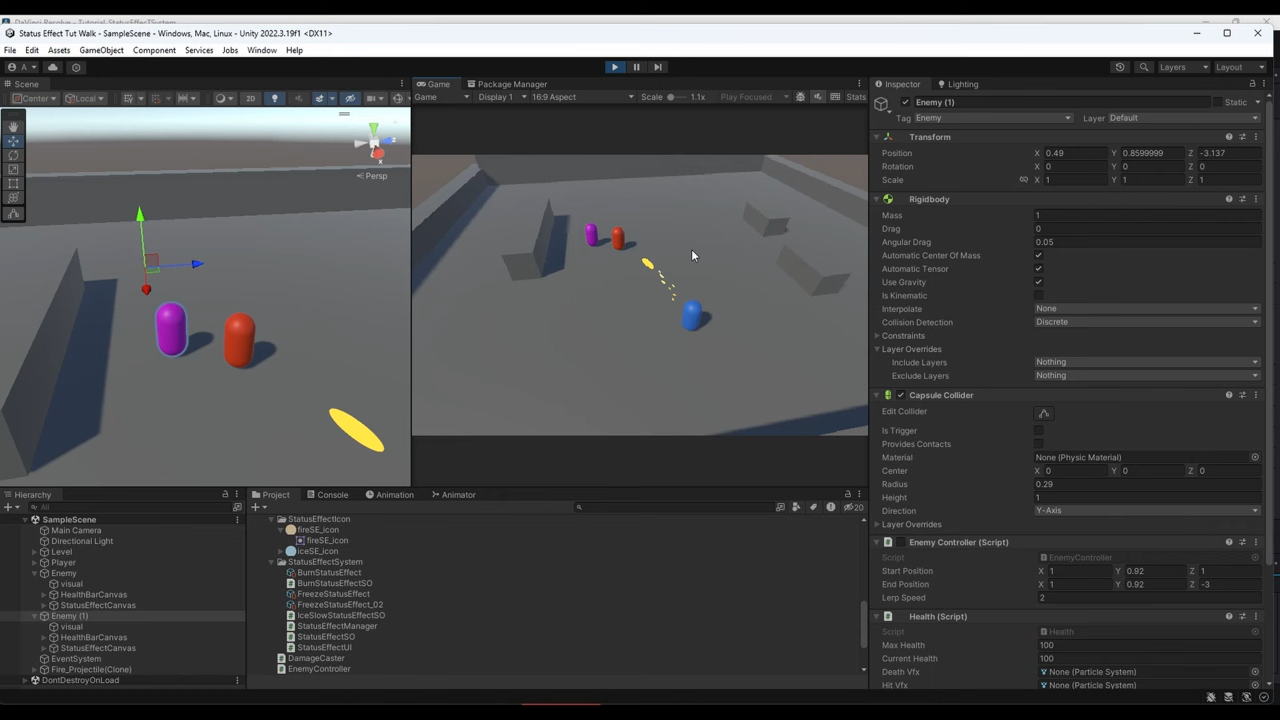 DaVinci Resolve - Tutorial_StatusEffectTSystem
Status Effect Tut Walk - SampleScene - Windows, Mac, Linux - Unity 2022.3.19f1 <DX11>
File Edit Assets GameObject Component Services Jobs Window Help
A Layers Layout
Scene
Center Local 2D
Persp
Game Package Manager
Game Display 1 16:9 Aspect Scale 1.1x Play Focused Stats
Inspector Lighting
Enemy (1) Static
Tag Enemy Layer Default
Transform
Position X 0.49 Y 0.8599999 Z -3.137
Rotation X 0 Y 0 Z 0
Scale X 1 Y 1 Z 1
Rigidbody
Mass 1
Drag 0
Angular Drag 0.05
Automatic Center Of Mass
Automatic Tensor
Use Gravity
Is Kinematic
Interpolate None
Collision Detection Discrete
Constraints
Layer Overrides
Include Layers Nothing
Exclude Layers Nothing
Capsule Collider
Edit Collider
Is Trigger
Provides Contacts
Material None (Physic Material)
Center X 0 Y 0 Z 0
Radius 0.29
Height 1
Direction Y-Axis
Layer Overrides
Enemy Controller (Script)
Script EnemyController
Start Position X 1 Y 0.92 Z 1
End Position X 1 Y 0.92 Z -3
Lerp Speed 2
Health (Script)
Script Health
Max Health 100
Current Health 100
Death Vfx None (Particle System)
Hit Vfx None (Particle System)
Hierarchy
All
SampleScene
Main Camera
Directional Light
Level
Player
Enemy
visual
HealthBarCanvas
StatusEffectCanvas
Enemy (1)
visual
HealthBarCanvas
StatusEffectCanvas
EventSystem
Fire_Projectile(Clone)
DontDestroyOnLoad
Project Console Animation Animator
20
StatusEffectIcon
fireSE_icon
fireSE_icon
iceSE_icon
StatusEffectSystem
BurnStatusEffect
BurnStatusEffectSO
FreezeStatusEffect
FreezeStatusEffect_02
IceSlowStatusEffectSO
StatusEffectManager
StatusEffectSO
StatusEffectUI
DamageCaster
EnemyController